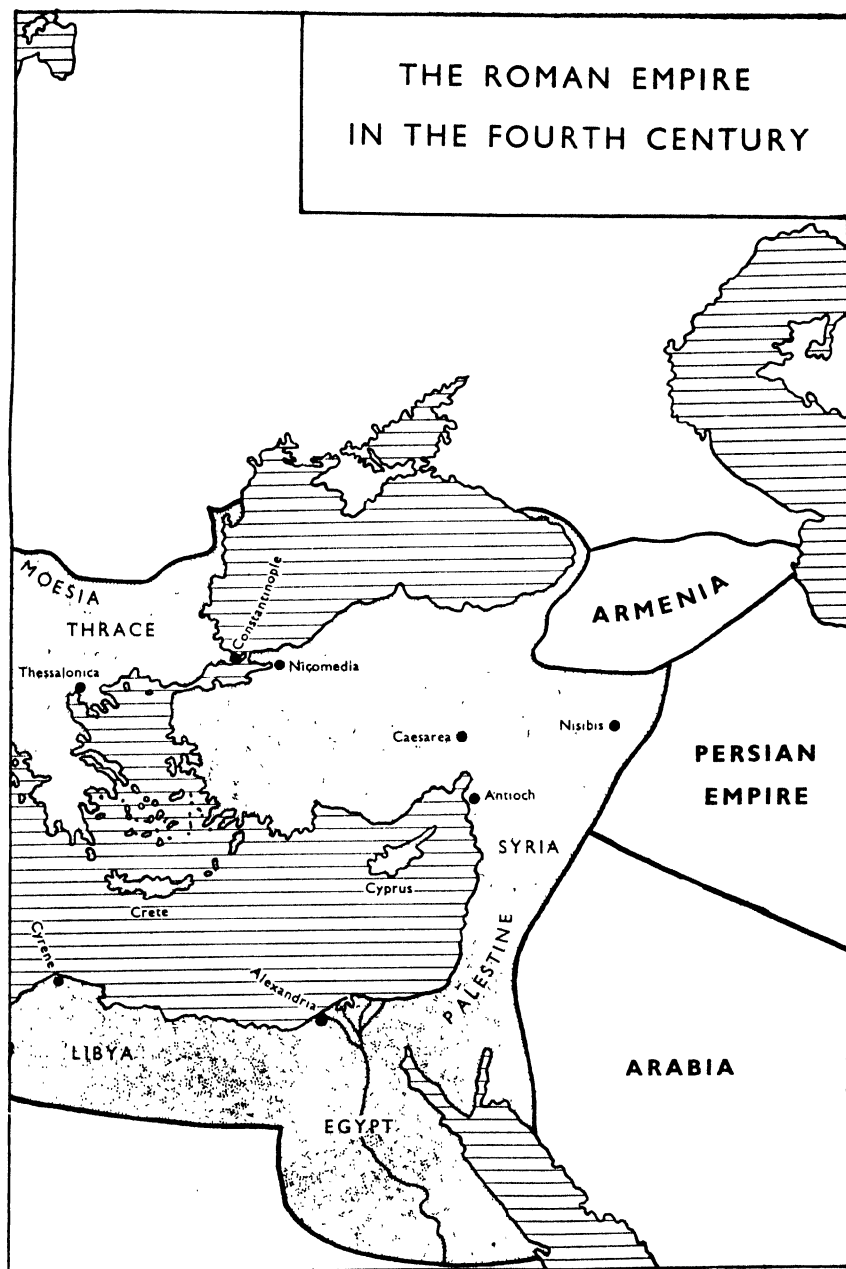 THE ROMAN EMPIRE
IN THE FOURTH CENTURY
MOESIA
THRACE
Constantinople
ARMENIA
Thessalonica
Nicomedia
Caesarea
Nisibis
PERSIAN
EMPIRE
Antioch
SYRIA
Cyprus
Crete
Cyrene
Alexandria
PALESTINE
LIBYA
ARABIA
EGYPT